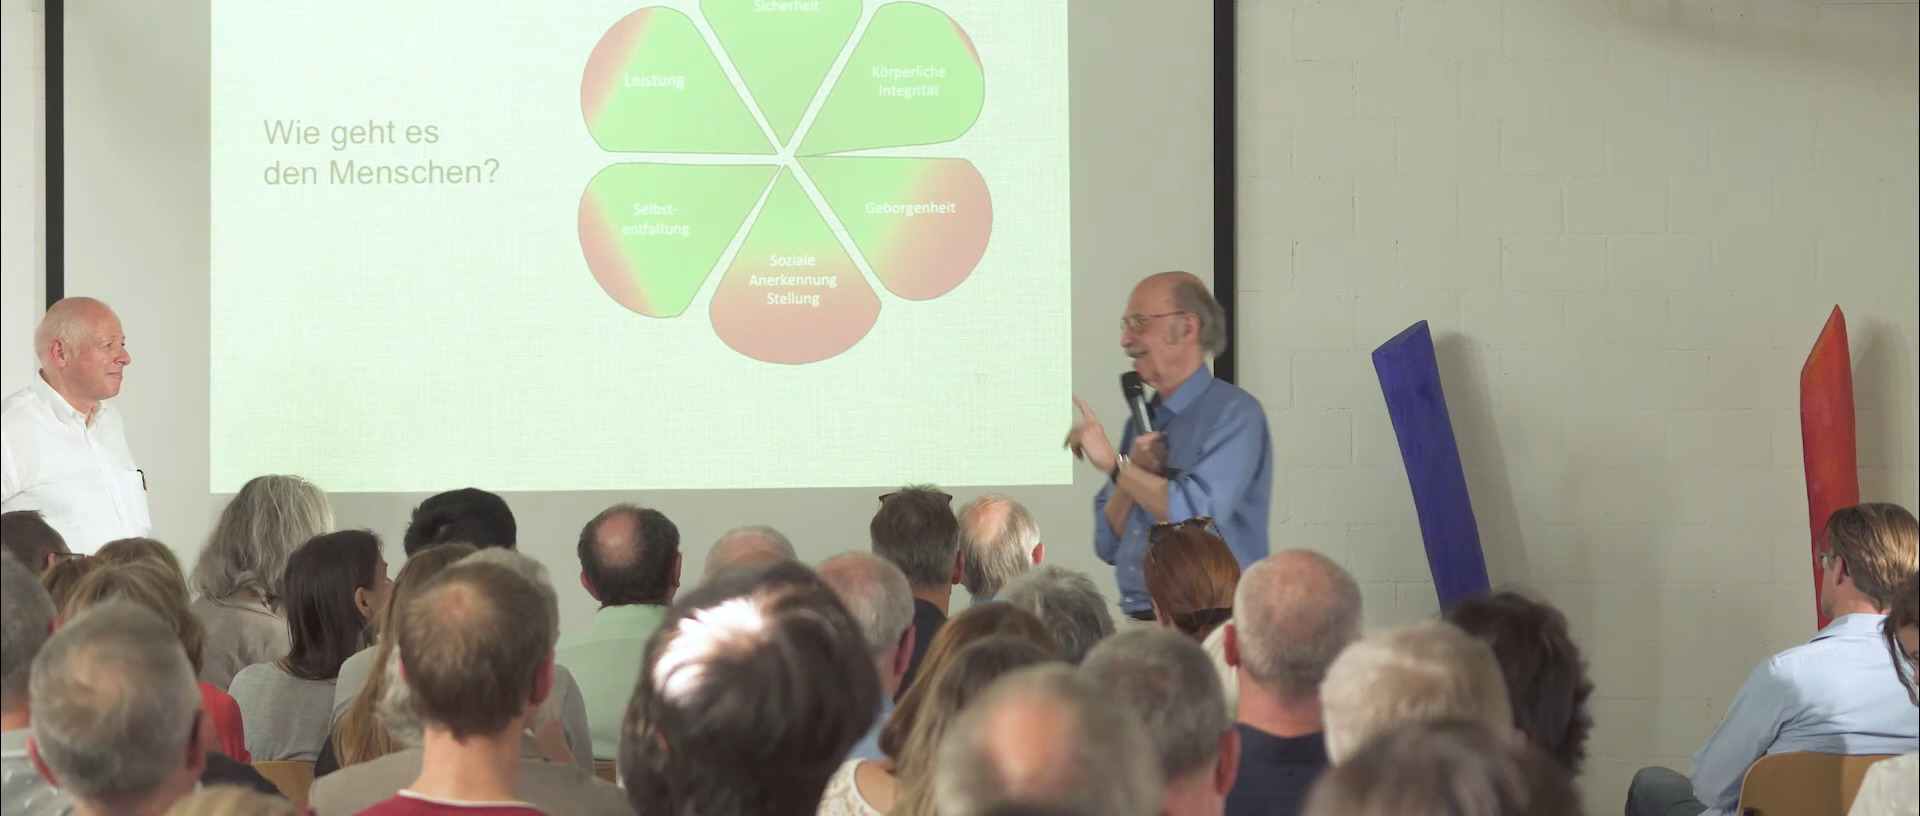 Wie geht es
den Menschen?
Sicherheit
Leistung
Körperliche
Integrität
Selbst-
entfaltung
Geborgenheit
Soziale
Anerkennung
Stellung